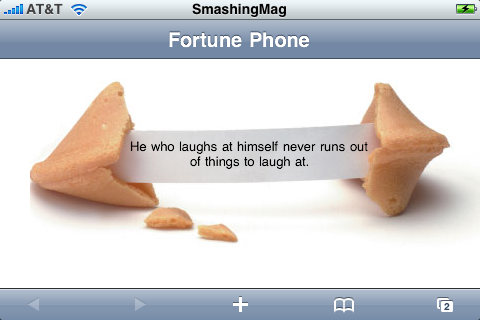 AT&T
SmashingMag
Fortune Phone
He who laughs at himself never runs out
of things to laugh at.
2